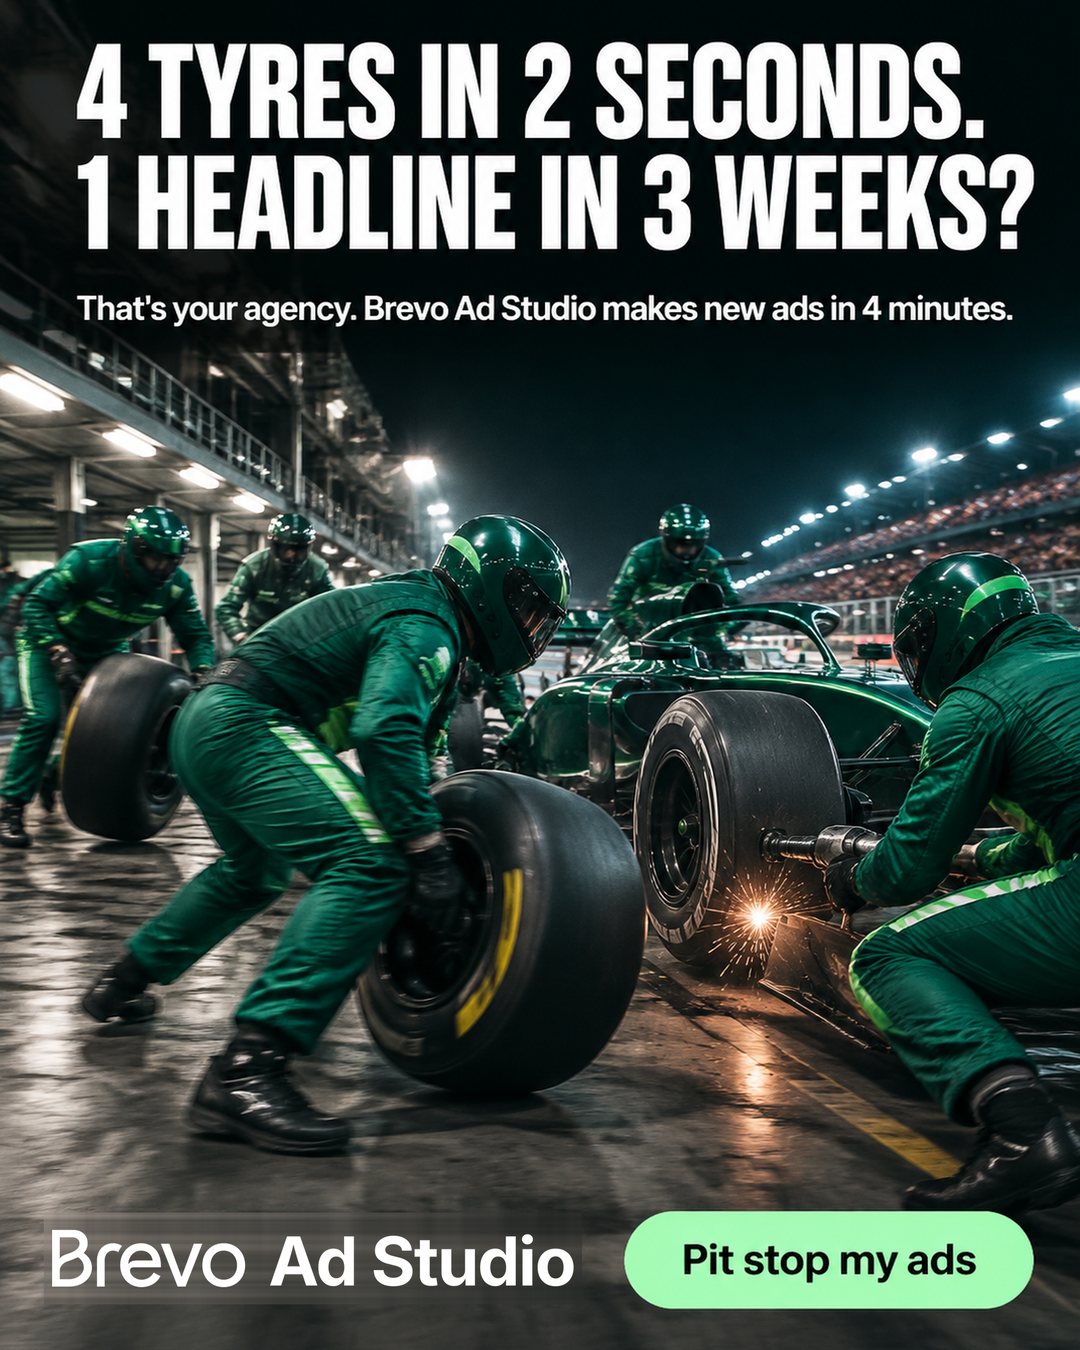 4 TYRES IN 2 SECONDS.
1 HEADLINE IN 3 WEEKS?
That's your agency. Brevo Ad Studio makes new ads in 4 minutes.
Brevo Ad Studio
Pit stop my ads